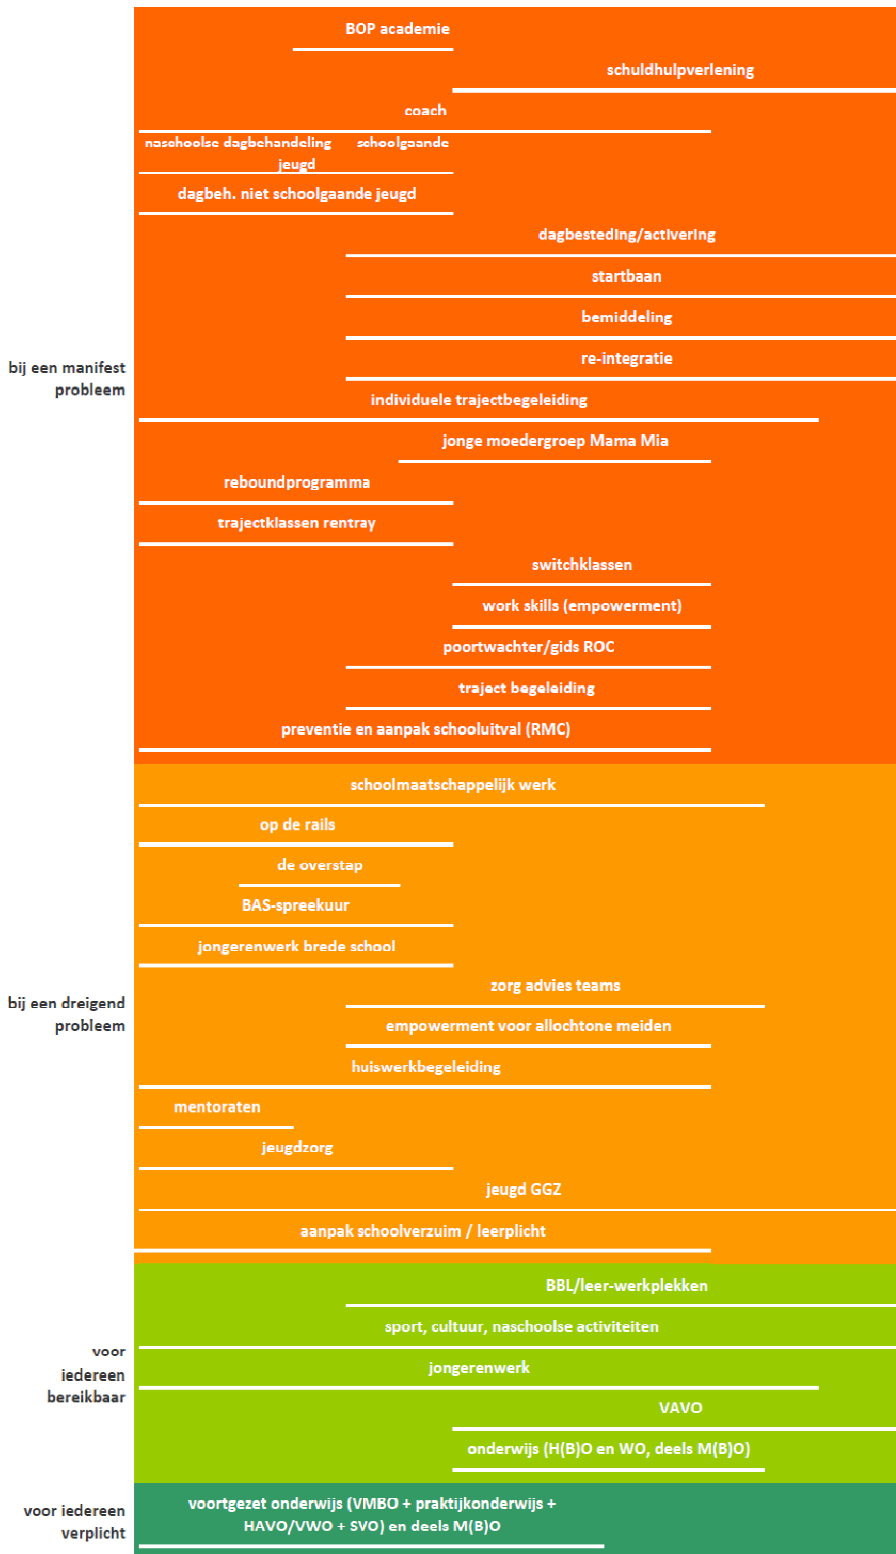 BOP academie
schuldhulpverlening
coach
naschoolse dagbehandeling schoolgaande
jeugd
dagbeh. niet schoolgaande jeugd
dagbesteding/activering
startbaan
bemiddeling
re-integratie
bij een manifest
probleem
individuele trajectbegeleiding
jonge moedergroep Mama Mia
reboundprogramma
trajectklassen rentray
switchklassen
work skills (empowerment)
poortwachter/gids ROC
traject begeleiding
preventie en aanpak schooluitval (RMC)
schoolmaatschappelijk werk
op de rails
de overstap
BAS-spreekuur
jongerenwerk brede school
zorg advies teams
bij een dreigend
probleem
empowerment voor allochtone meiden
huiswerkbegeleiding
mentoraten
jeugdzorg
jeugd GGZ
aanpak schoolverzuim / leerplicht
BBL/leer-werkplekken
sport, cultuur, naschoolse activiteiten
voor
iedereen
bereikbaar
jongerenwerk
VAVO
onderwijs (H(B)O en WO, deels M(B)O)
voor iedereen
verplicht
voortgezet onderwijs (VMBO + praktijkonderwijs +
HAVO/VWO + SVO) en deels M(B)O